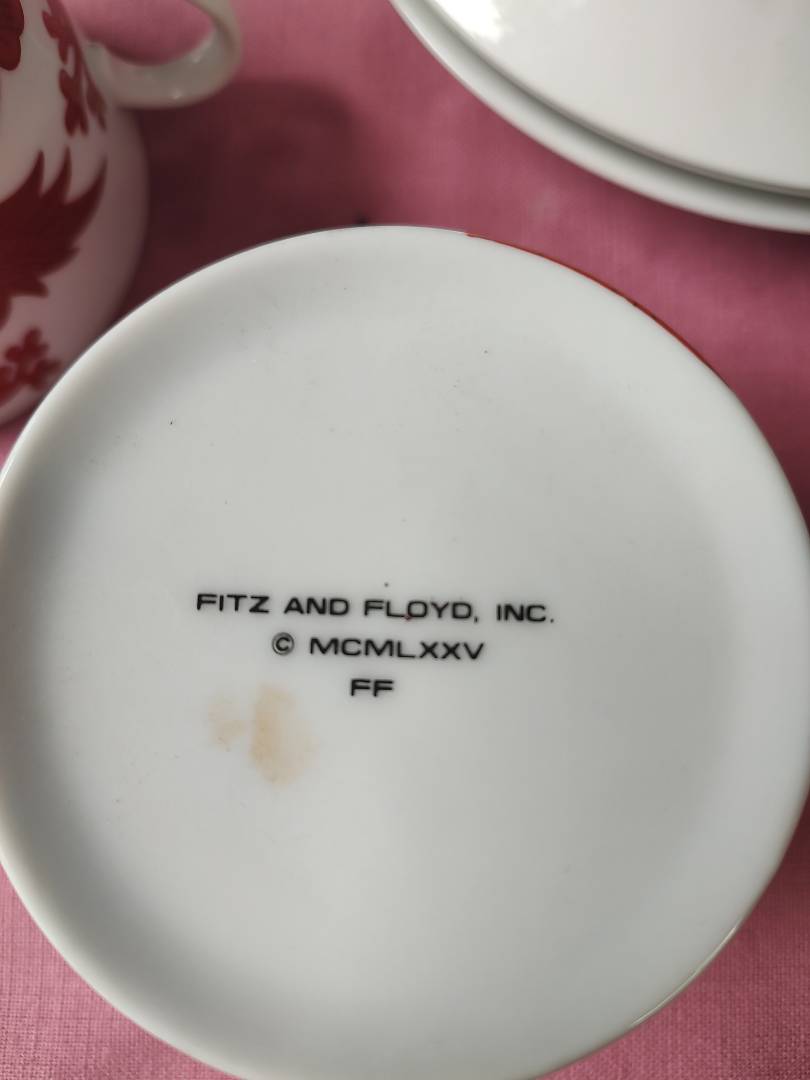 FITZ AND FLOYD, INC.
© MCMLXXV
FF